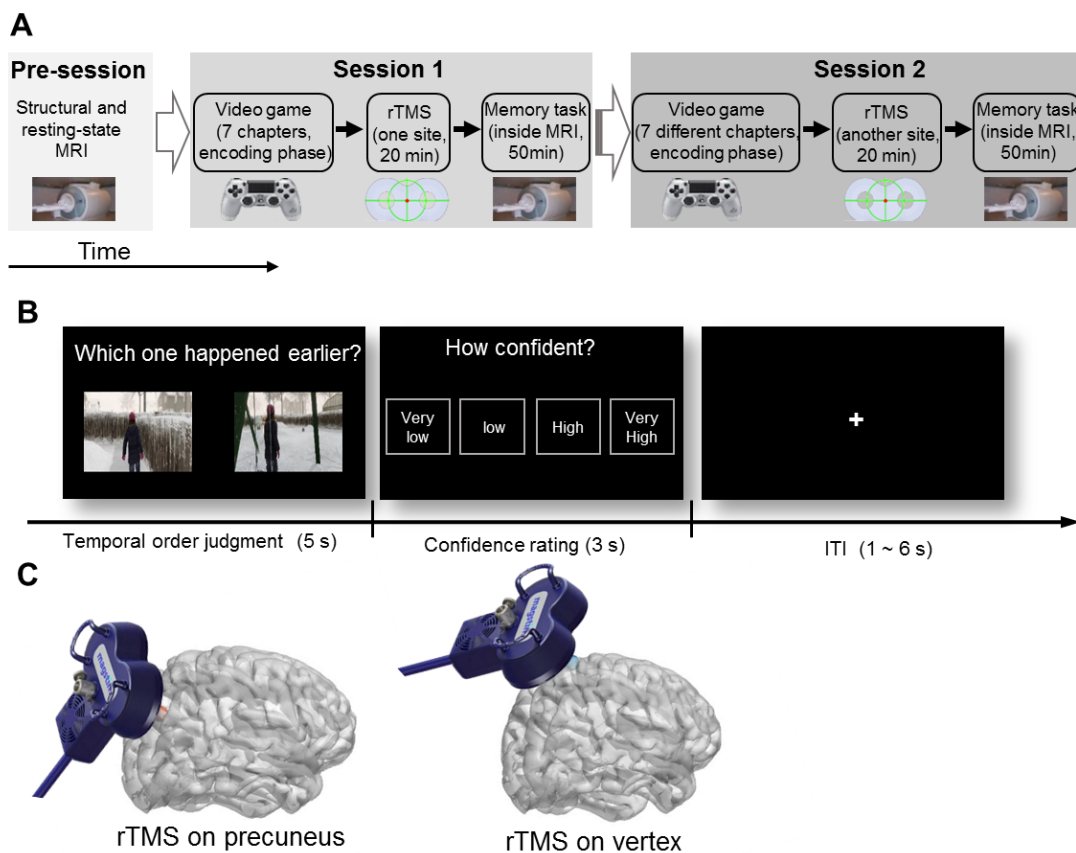 A
Pre-session
Structural and
resting-state
MRI
Session 1
Video game
(7 chapters,
encoding phase)
rTMS
(one site,
20 min)
Memory task
(inside MRI,
50min)
Session 2
Video game
(7 different chapters,
encoding phase)
rTMS
(another site,
20 min)
Memory task
(inside MRI,
50min)
Time
B
Which one happened earlier?
How confident?
Very
low
low
High
Very
High
+
Temporal order judgment (5 s)
Confidence rating (3 s)
ITI (1 ~ 6 s)
C
rTMS on precuneus
rTMS on vertex